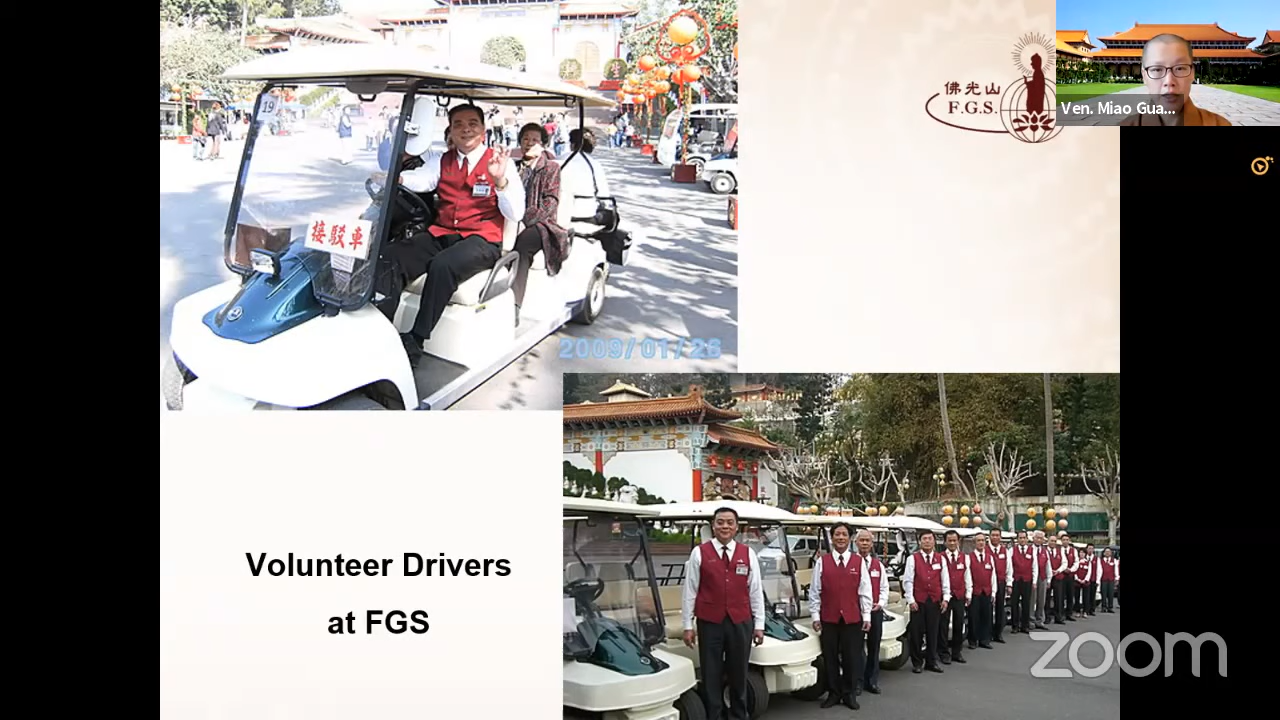 19
接駁車
2009/01/26
佛光山
F.G.S.
Ven. Miao Gua...
Volunteer Drivers
at FGS
zoom